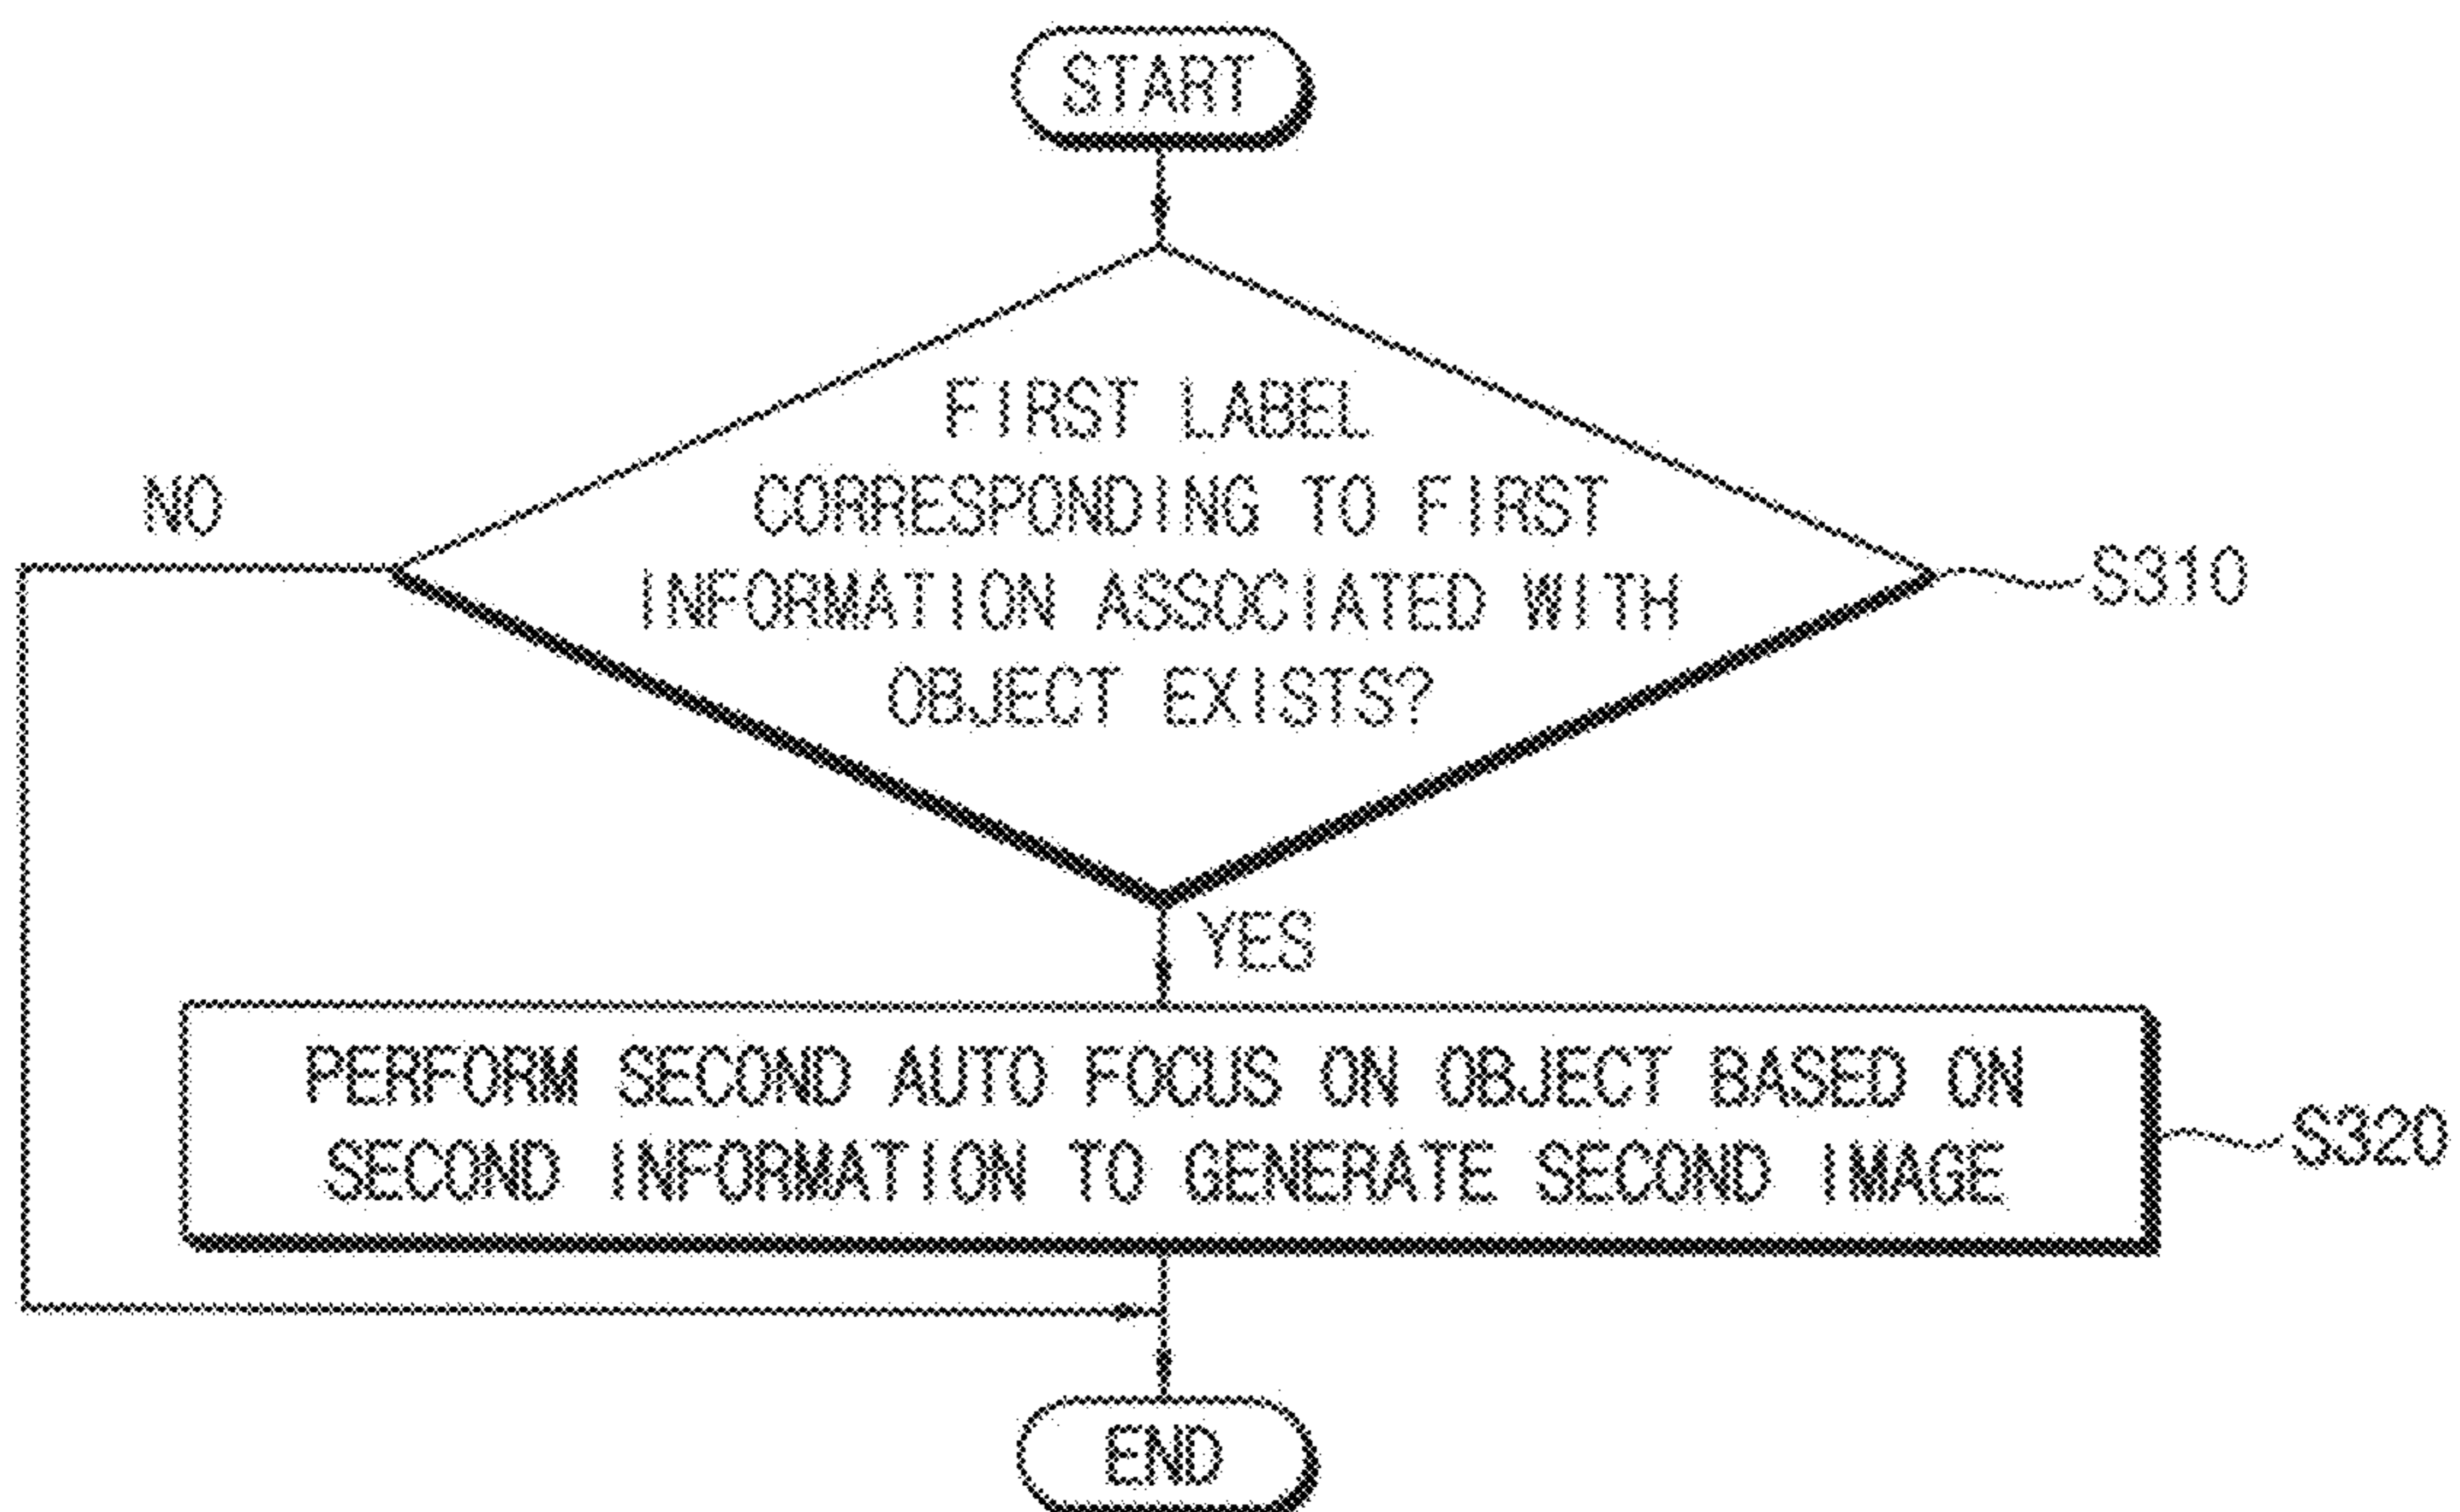 START
FIRST LABEL
CORRESPONDING TO FIRST
NO
INFORMATION ASSOCIATED WITH
S310
OBJECT EXISTS?
YES
PERFORM SECOND AUTO FOCUS ON OBJECT BASED ON
SECOND INFORMATION TO GENERATE SECOND IMAGE
S320
END